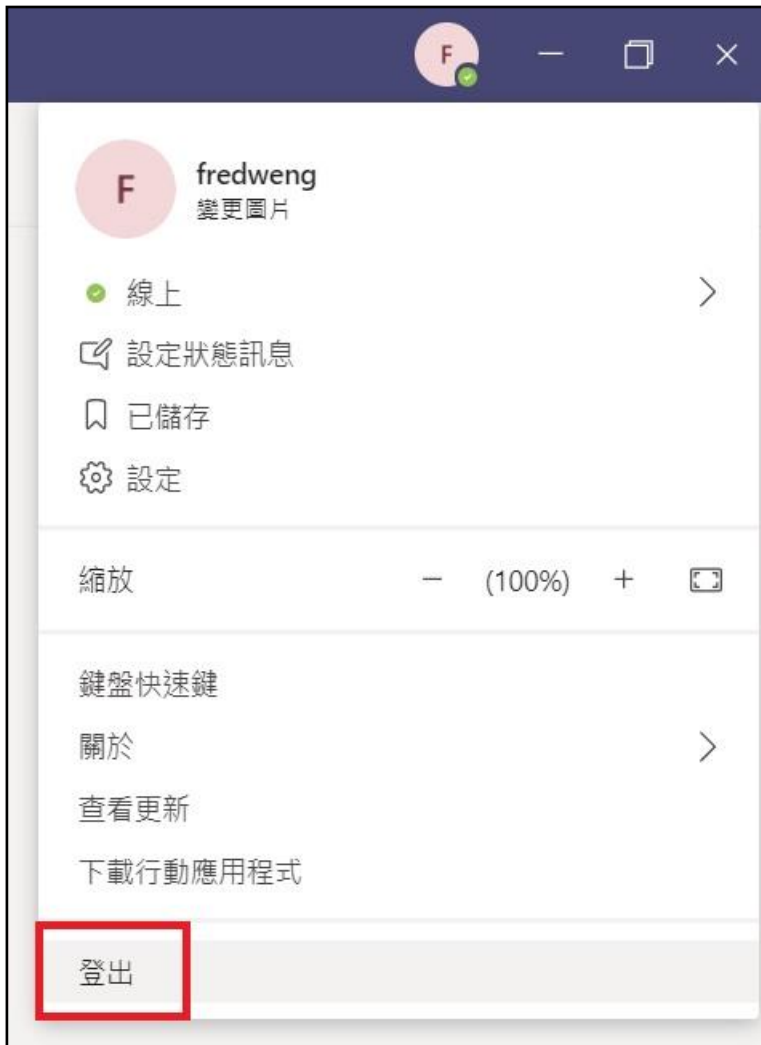 F
F
fredweng
變更圖片
線上
設定狀態訊息
已儲存
設定
縮放 − (100%) +
鍵盤快速鍵
關於
查看更新
下載行動應用程式
登出